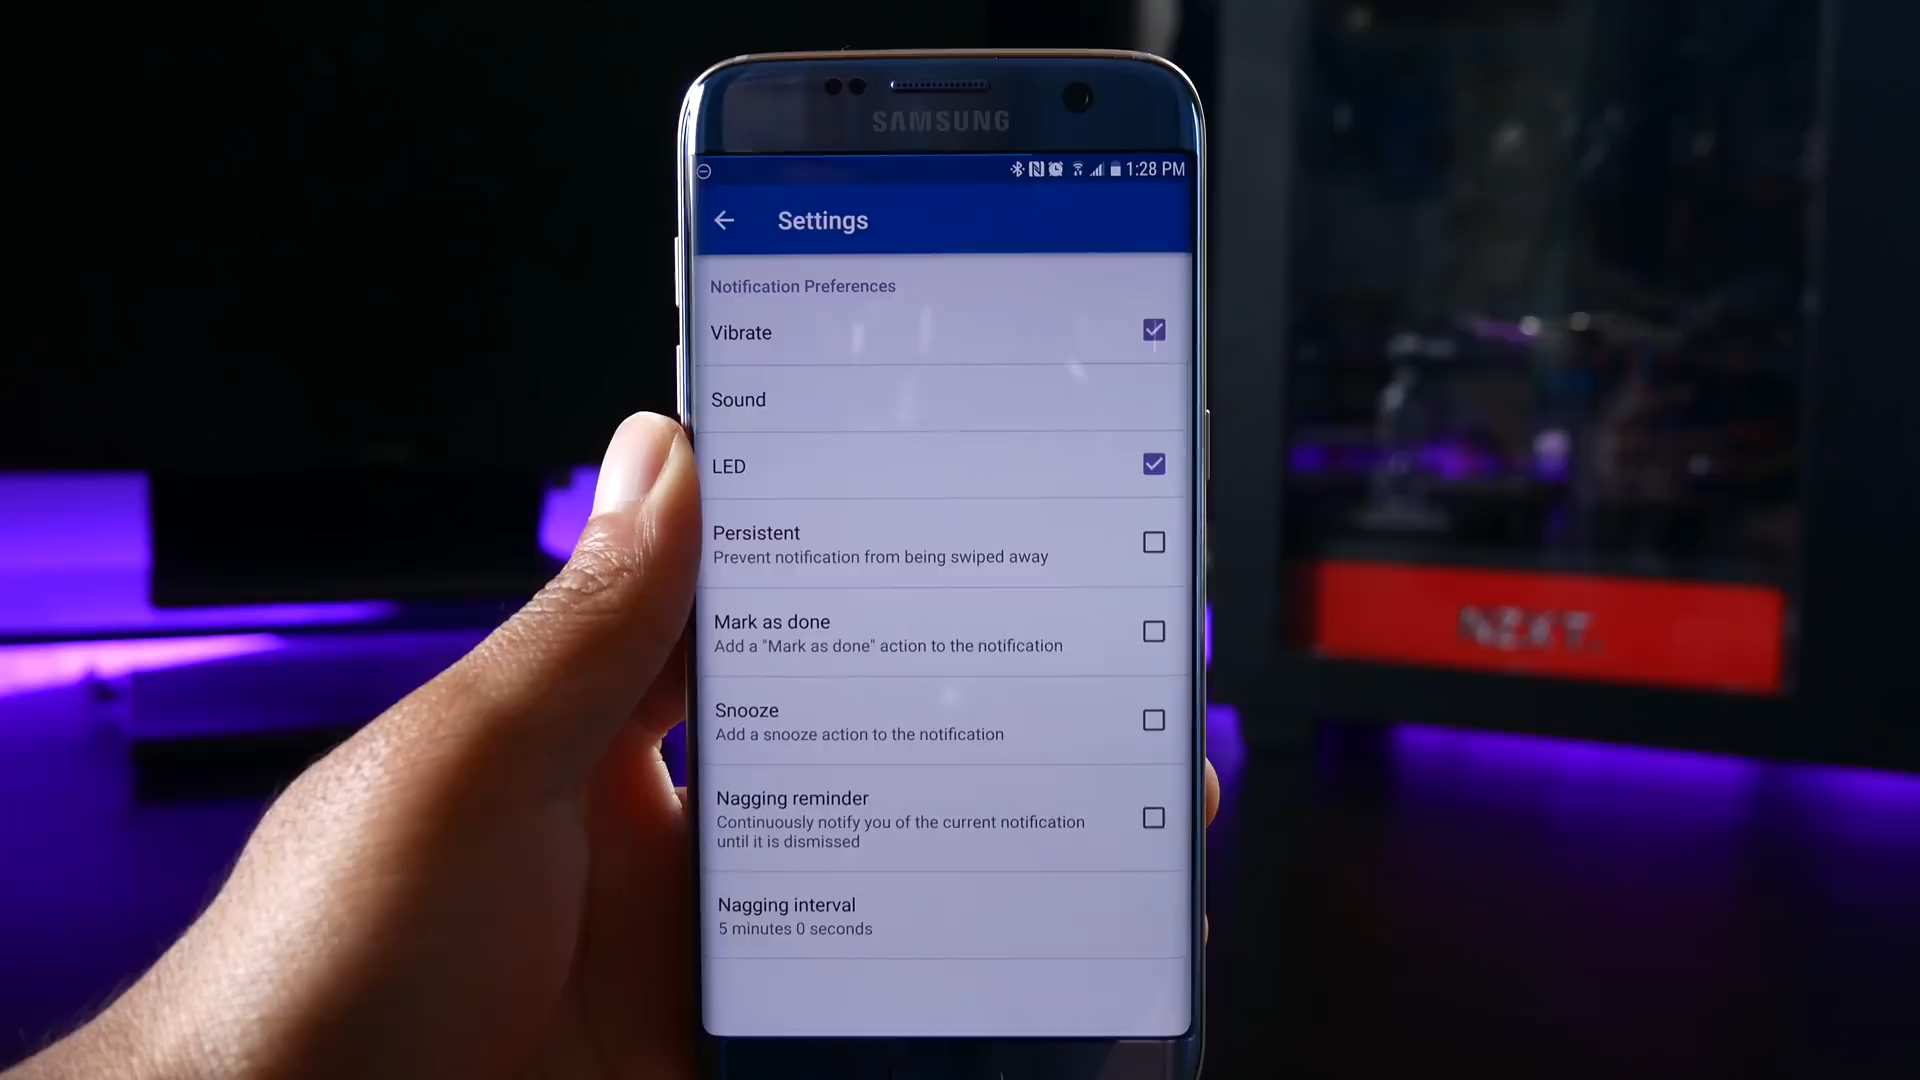 SAMSUNG
1:28 PM
Settings
Notification Preferences
Vibrate
Sound
LED
Persistent
Prevent notification from being swiped away
Mark as done
Add a "Mark as done" action to the notification
Snooze
Add a snooze action to the notification
Nagging reminder
Continuously notify you of the current notification
until it is dismissed
Nagging interval
5 minutes 0 seconds
NEXT.